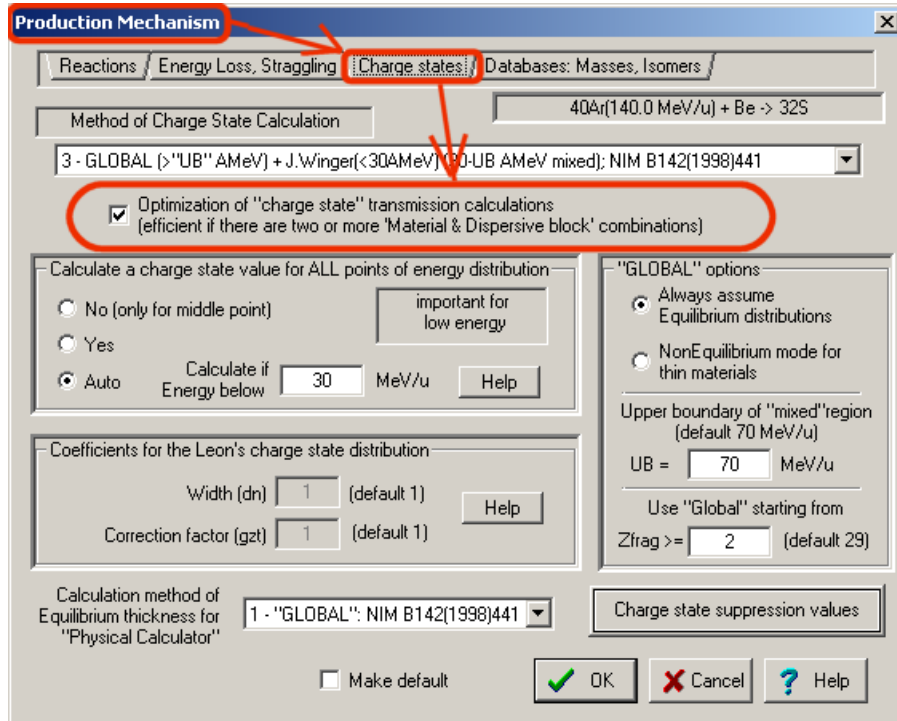 Production Mechanism
Reactions
Energy Loss, Straggling
Charge states
Databases: Masses, Isomers
Method of Charge State Calculation
40Ar(140.0 MeV/u) + Be -> 32S
3 - GLOBAL (>"UB" AMeV) + J.Winger(<30AMeV) (30-UB AMeV mixed); NIM B142(1998)441
Optimization of "charge state" transmission calculations
(efficient if there are two or more 'Material & Dispersive block' combinations)
Calculate a charge state value for ALL points of energy distribution
No (only for middle point)
important for
low energy
Yes
Auto
Calculate if
Energy below
30
MeV/u
Help
Coefficients for the Leon's charge state distribution
Width (dn)
1
(default 1)
Correction factor (gzt)
1
(default 1)
Help
"GLOBAL" options
Always assume
Equilibrium distributions
NonEquilibrium mode for
thin materials
Upper boundary of "mixed"region
(default 70 MeV/u)
UB =
70
MeV/u
Use "Global" starting from
Zfrag >=
2
(default 29)
Calculation method of
Equilibrium thickness for
"Physical Calculator"
1 - "GLOBAL": NIM B142(1998)441
Charge state suppression values
Make default
OK
Cancel
Help